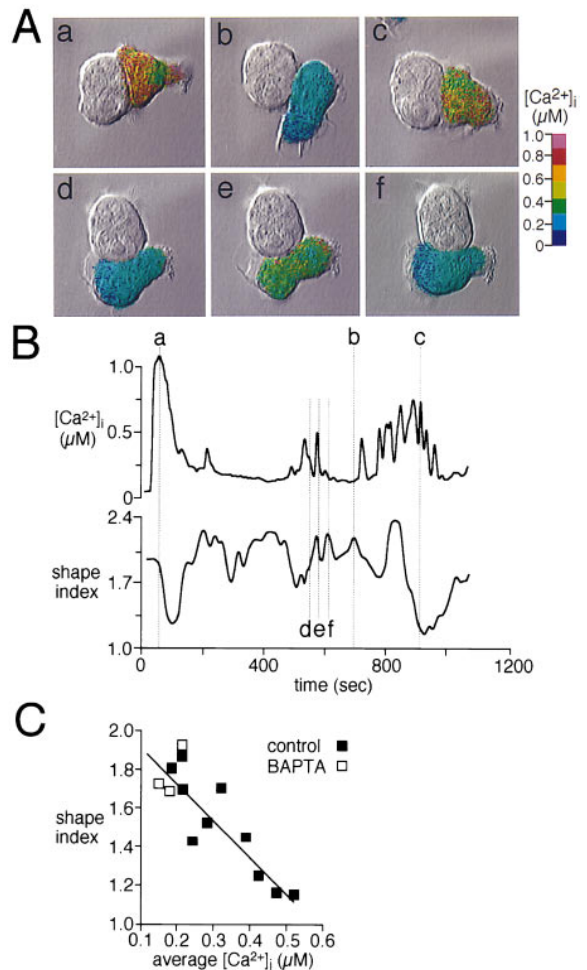 A
a
b
c
d
e
f
[Ca²⁺]ᵢ
(μM)
1.0
0.8
0.6
0.4
0.2
0
B
a
b
c
1.0
[Ca²⁺]ᵢ
(μM)
0.5
0
2.4
shape
index
1.7
def
1.0
0
400
800
1200
time (sec)
C
2.0
control
1.8
BAPTA
shape
index
1.6
1.4
1.2
1.0
0.1
0.2
0.3
0.4
0.5
0.6
average [Ca²⁺]ᵢ (μM)